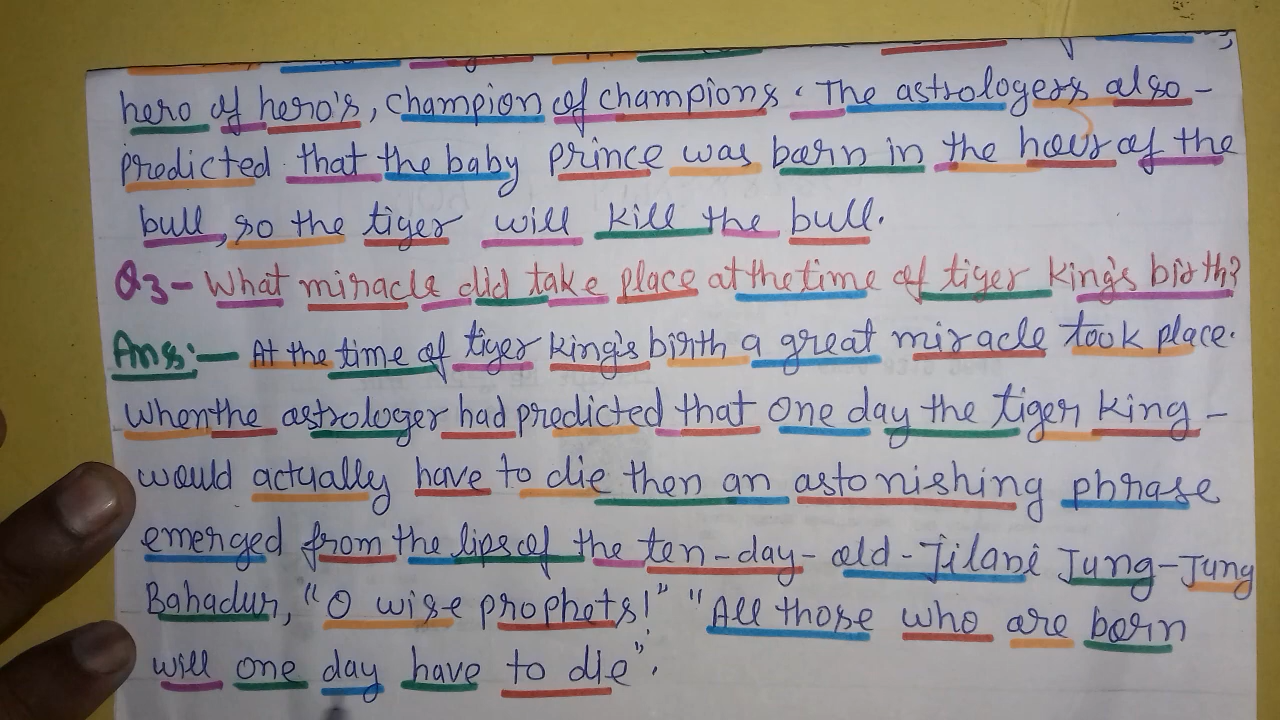 hero of hero's, champion of champions. The astrologers also -
predicted that the baby prince was born in the hour of the
bull, so the tiger will kill the bull.
Q3 - What miracle did take place at the time of tiger king's birth?
Ans:- At the time of tiger king's birth a great miracle took place.
When the astrologer had predicted that one day the tiger king -
would actually have to die then an astonishing phrase
emerged from the lips of the ten-day-old-Jilani Jung-Jung
Bahadur, "O wise prophets!" "All those who are born
will one day have to die".